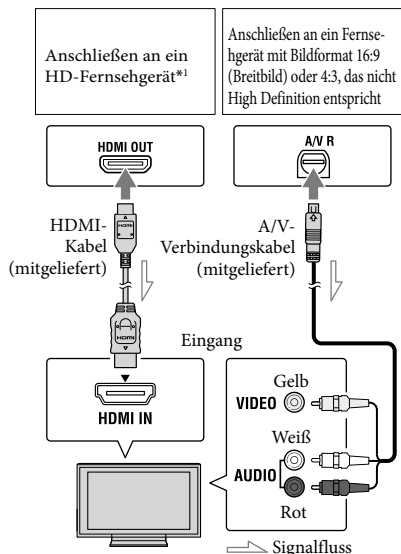 Anschließen an ein
HD-Fernsehgerät*1
Anschließen an ein Fernse-
hgerät mit Bildformat 16:9
(Breitbild) oder 4:3, das nicht
High Definition entspricht
HDMI OUT
A/V R
HDMI-
Kabel
(mitgeliefert)
A/V-
Verbindungskabel
(mitgeliefert)
HDMI
HDMI
Eingang
HDMI IN
Gelb
VIDEO
Weiß
AUDIO
Rot
Signalfluss